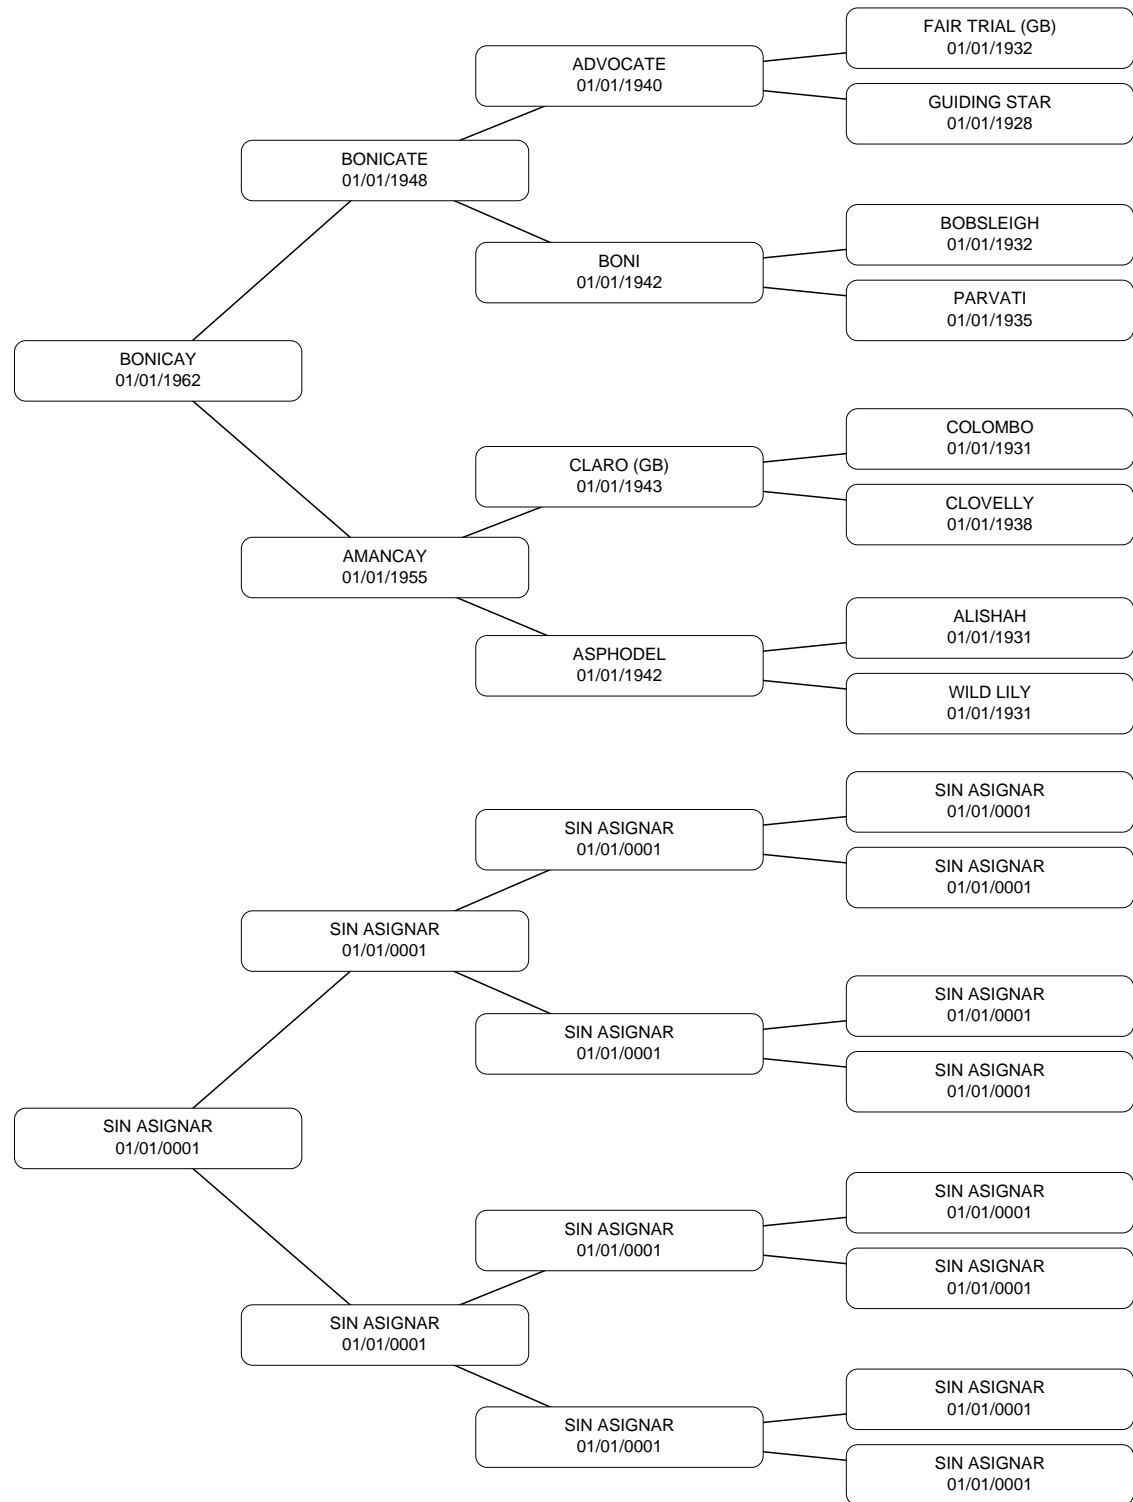 FAIR TRIAL (GB)
01/01/1932
ADVOCATE
01/01/1940
GUIDING STAR
01/01/1928
BONICATE
01/01/1948
BOBSLEIGH
01/01/1932
BONI
01/01/1942
PARVATI
01/01/1935
BONICAY
01/01/1962
COLOMBO
01/01/1931
CLARO (GB)
01/01/1943
CLOVELLY
01/01/1938
AMANCAY
01/01/1955
ALISHAH
01/01/1931
ASPHODEL
01/01/1942
WILD LILY
01/01/1931
SIN ASIGNAR
01/01/0001
SIN ASIGNAR
01/01/0001
SIN ASIGNAR
01/01/0001
SIN ASIGNAR
01/01/0001
SIN ASIGNAR
01/01/0001
SIN ASIGNAR
01/01/0001
SIN ASIGNAR
01/01/0001
SIN ASIGNAR
01/01/0001
SIN ASIGNAR
01/01/0001
SIN ASIGNAR
01/01/0001
SIN ASIGNAR
01/01/0001
SIN ASIGNAR
01/01/0001
SIN ASIGNAR
01/01/0001
SIN ASIGNAR
01/01/0001
SIN ASIGNAR
01/01/0001